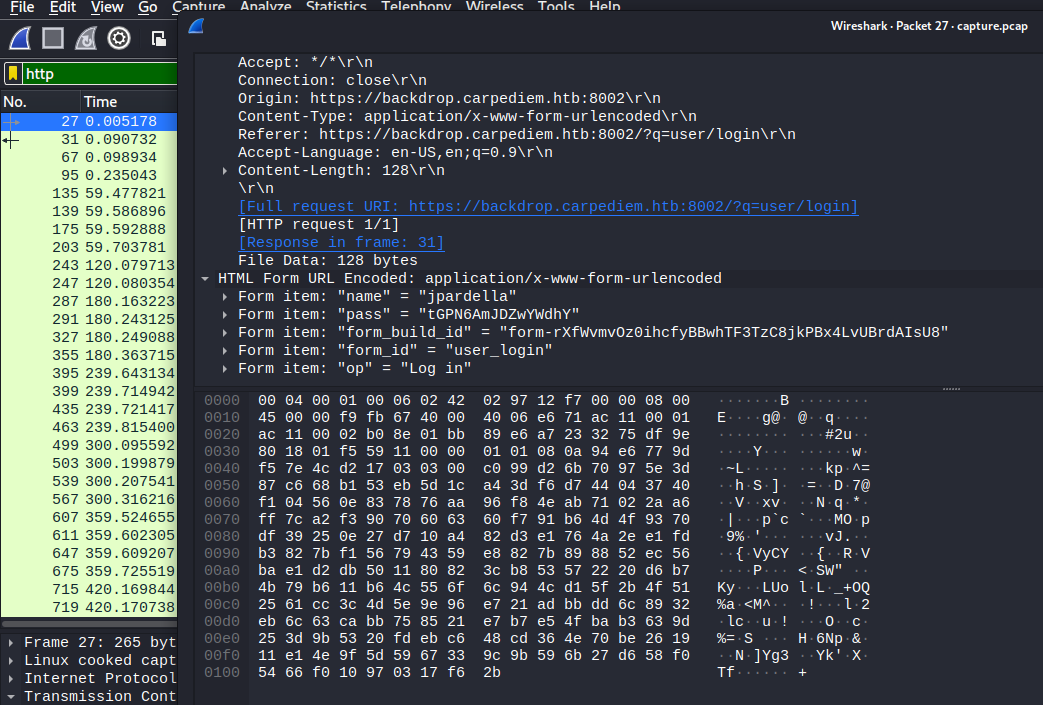 File Edit View Go Capture Analyze Statistics Telephony Wireless Tools Help
Wireshark · Packet 27 · capture.pcap
http
No. Time
27 0.005178
31 0.090732
67 0.098934
95 0.235043
135 59.477821
139 59.586896
175 59.592888
203 59.703781
243 120.079713
247 120.080354
287 180.163223
291 180.243125
327 180.249088
355 180.363715
395 239.643134
399 239.714942
435 239.721417
463 239.815400
499 300.095592
503 300.199879
539 300.207541
567 300.316216
607 359.524655
611 359.602305
647 359.609207
675 359.725519
715 420.169844
719 420.170738
Frame 27: 265 byt
Linux cooked capt
Internet Protocol
Transmission Cont
Accept: */*\r\n
Connection: close\r\n
Origin: https://backdrop.carpediem.htb:8002\r\n
Content-Type: application/x-www-form-urlencoded\r\n
Referer: https://backdrop.carpediem.htb:8002/?q=user/login\r\n
Accept-Language: en-US,en;q=0.9\r\n
Content-Length: 128\r\n
\r\n
[Full request URI: https://backdrop.carpediem.htb:8002/?q=user/login]
[HTTP request 1/1]
[Response in frame: 31]
File Data: 128 bytes
HTML Form URL Encoded: application/x-www-form-urlencoded
Form item: "name" = "jpardella"
Form item: "pass" = "tGPN6AmJDZwYWdhY"
Form item: "form_build_id" = "form-rXfWvmvOz0ihcfyBBwhTF3TzC8jkPBx4LvUBrdAIsU8"
Form item: "form_id" = "user_login"
Form item: "op" = "Log in"
0000 00 04 00 01 00 06 02 42 02 97 12 f7 00 00 08 00 ·······B ········
0010 45 00 00 f9 fb 67 40 00 40 06 e6 71 ac 11 00 01 E····g@· @··q····
0020 ac 11 00 02 b0 8e 01 bb 89 e6 a7 23 32 75 df 9e ········ ···#2u··
0030 80 18 01 f5 59 11 00 00 01 01 08 0a 94 e6 77 9d ····Y··· ······w·
0040 f5 7e 4c d2 17 03 03 00 c0 99 d2 6b 70 97 5e 3d ·~L····· ···kp·^=
0050 87 c6 68 b1 53 eb 5d 1c a4 3d f6 d7 44 04 37 40 ··h·S·]· ·=··D·7@
0060 f1 04 56 0e 83 78 76 aa 96 f8 4e ab 71 02 2a a6 ··V··xv· ··N·q·*·
0070 ff 7c a2 f3 90 70 60 63 60 f7 91 b6 4d 4f 93 70 ·|···p`c `···MO·p
0080 df 39 25 0e 27 d7 10 a4 82 d3 e1 76 4a 2e e1 fd ·9%·'··· ···vJ.··
0090 b3 82 7b f1 56 79 43 59 e8 82 7b 89 88 52 ec 56 ··{·VyCY ··{··R·V
00a0 ba e1 d2 db 50 11 80 82 3c b8 53 57 22 20 d6 b7 ····P··· <·SW" ··
00b0 4b 79 b6 11 b6 4c 55 6f 6c 94 4c d1 5f 2b 4f 51 Ky···LUo l·L·_+OQ
00c0 25 61 cc 3c 4d 5e 9e 96 e7 21 ad bb dd 6c 89 32 %a·<M^·· ·!···l·2
00d0 eb 6c 63 ca bb 75 85 21 e7 b7 e5 4f ba b3 63 9d ·lc··u·! ···O··c·
00e0 25 3d 9b 53 20 fd eb c6 48 cd 36 4e 70 be 26 19 %=·S ··· H·6Np·&·
00f0 11 e1 4e 9f 5d 59 67 33 9c 9b 59 6b 27 d6 58 f0 ··N·]Yg3 ··Yk'·X·
0100 54 66 f0 10 97 03 17 f6 2b Tf······ +